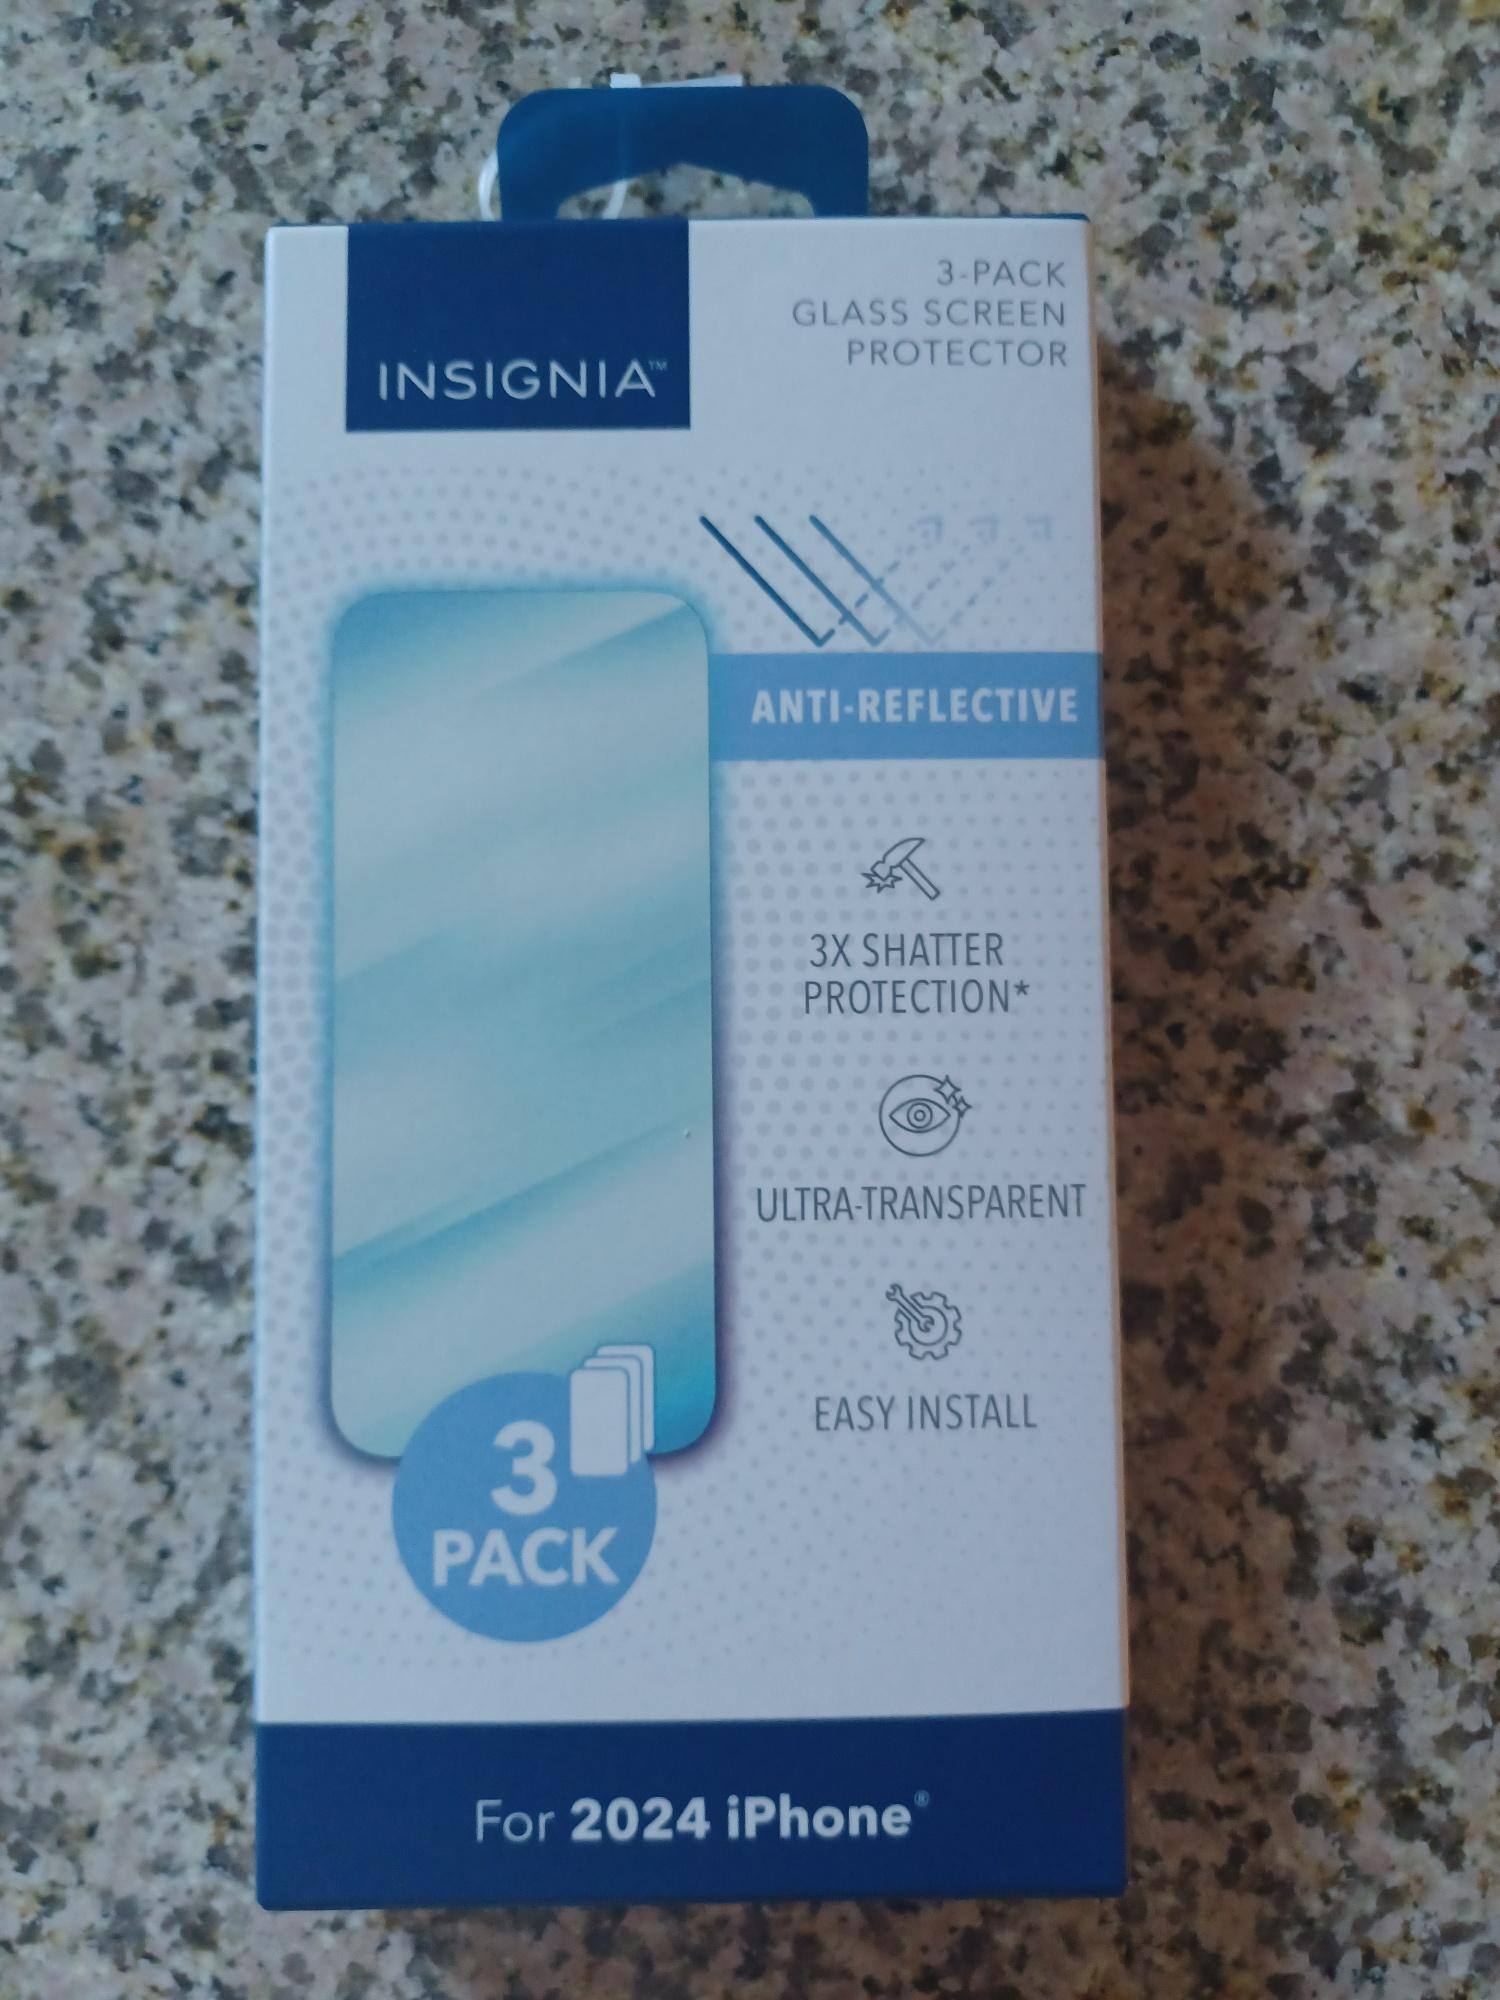 INSIGNIA™
3-PACK
GLASS SCREEN
PROTECTOR
ANTI-REFLECTIVE
3X SHATTER
PROTECTION*
ULTRA-TRANSPARENT
EASY INSTALL
3
PACK
For 2024 iPhone®